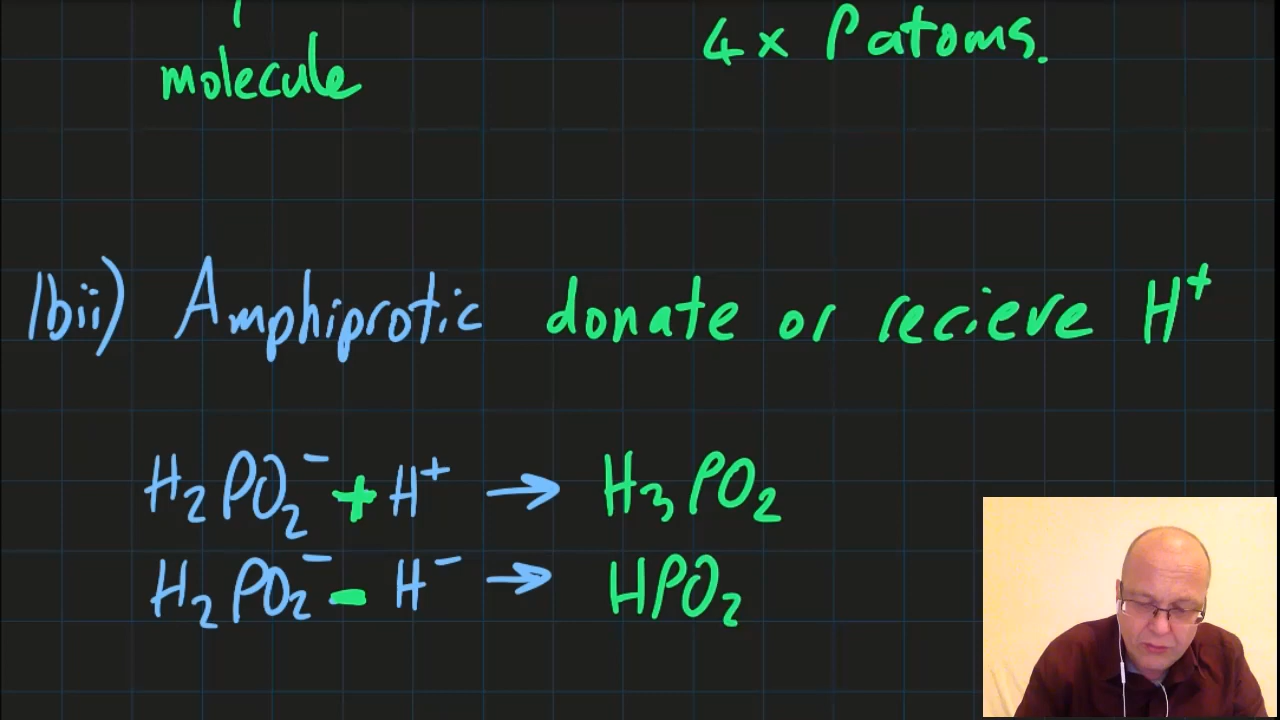 molecule
4 x P atoms.
1bii) Amphiprotic donate or recieve H⁺
H₂PO₂⁻ + H⁺ → H₃PO₂
H₂PO₂⁻ - H⁻ → HPO₂